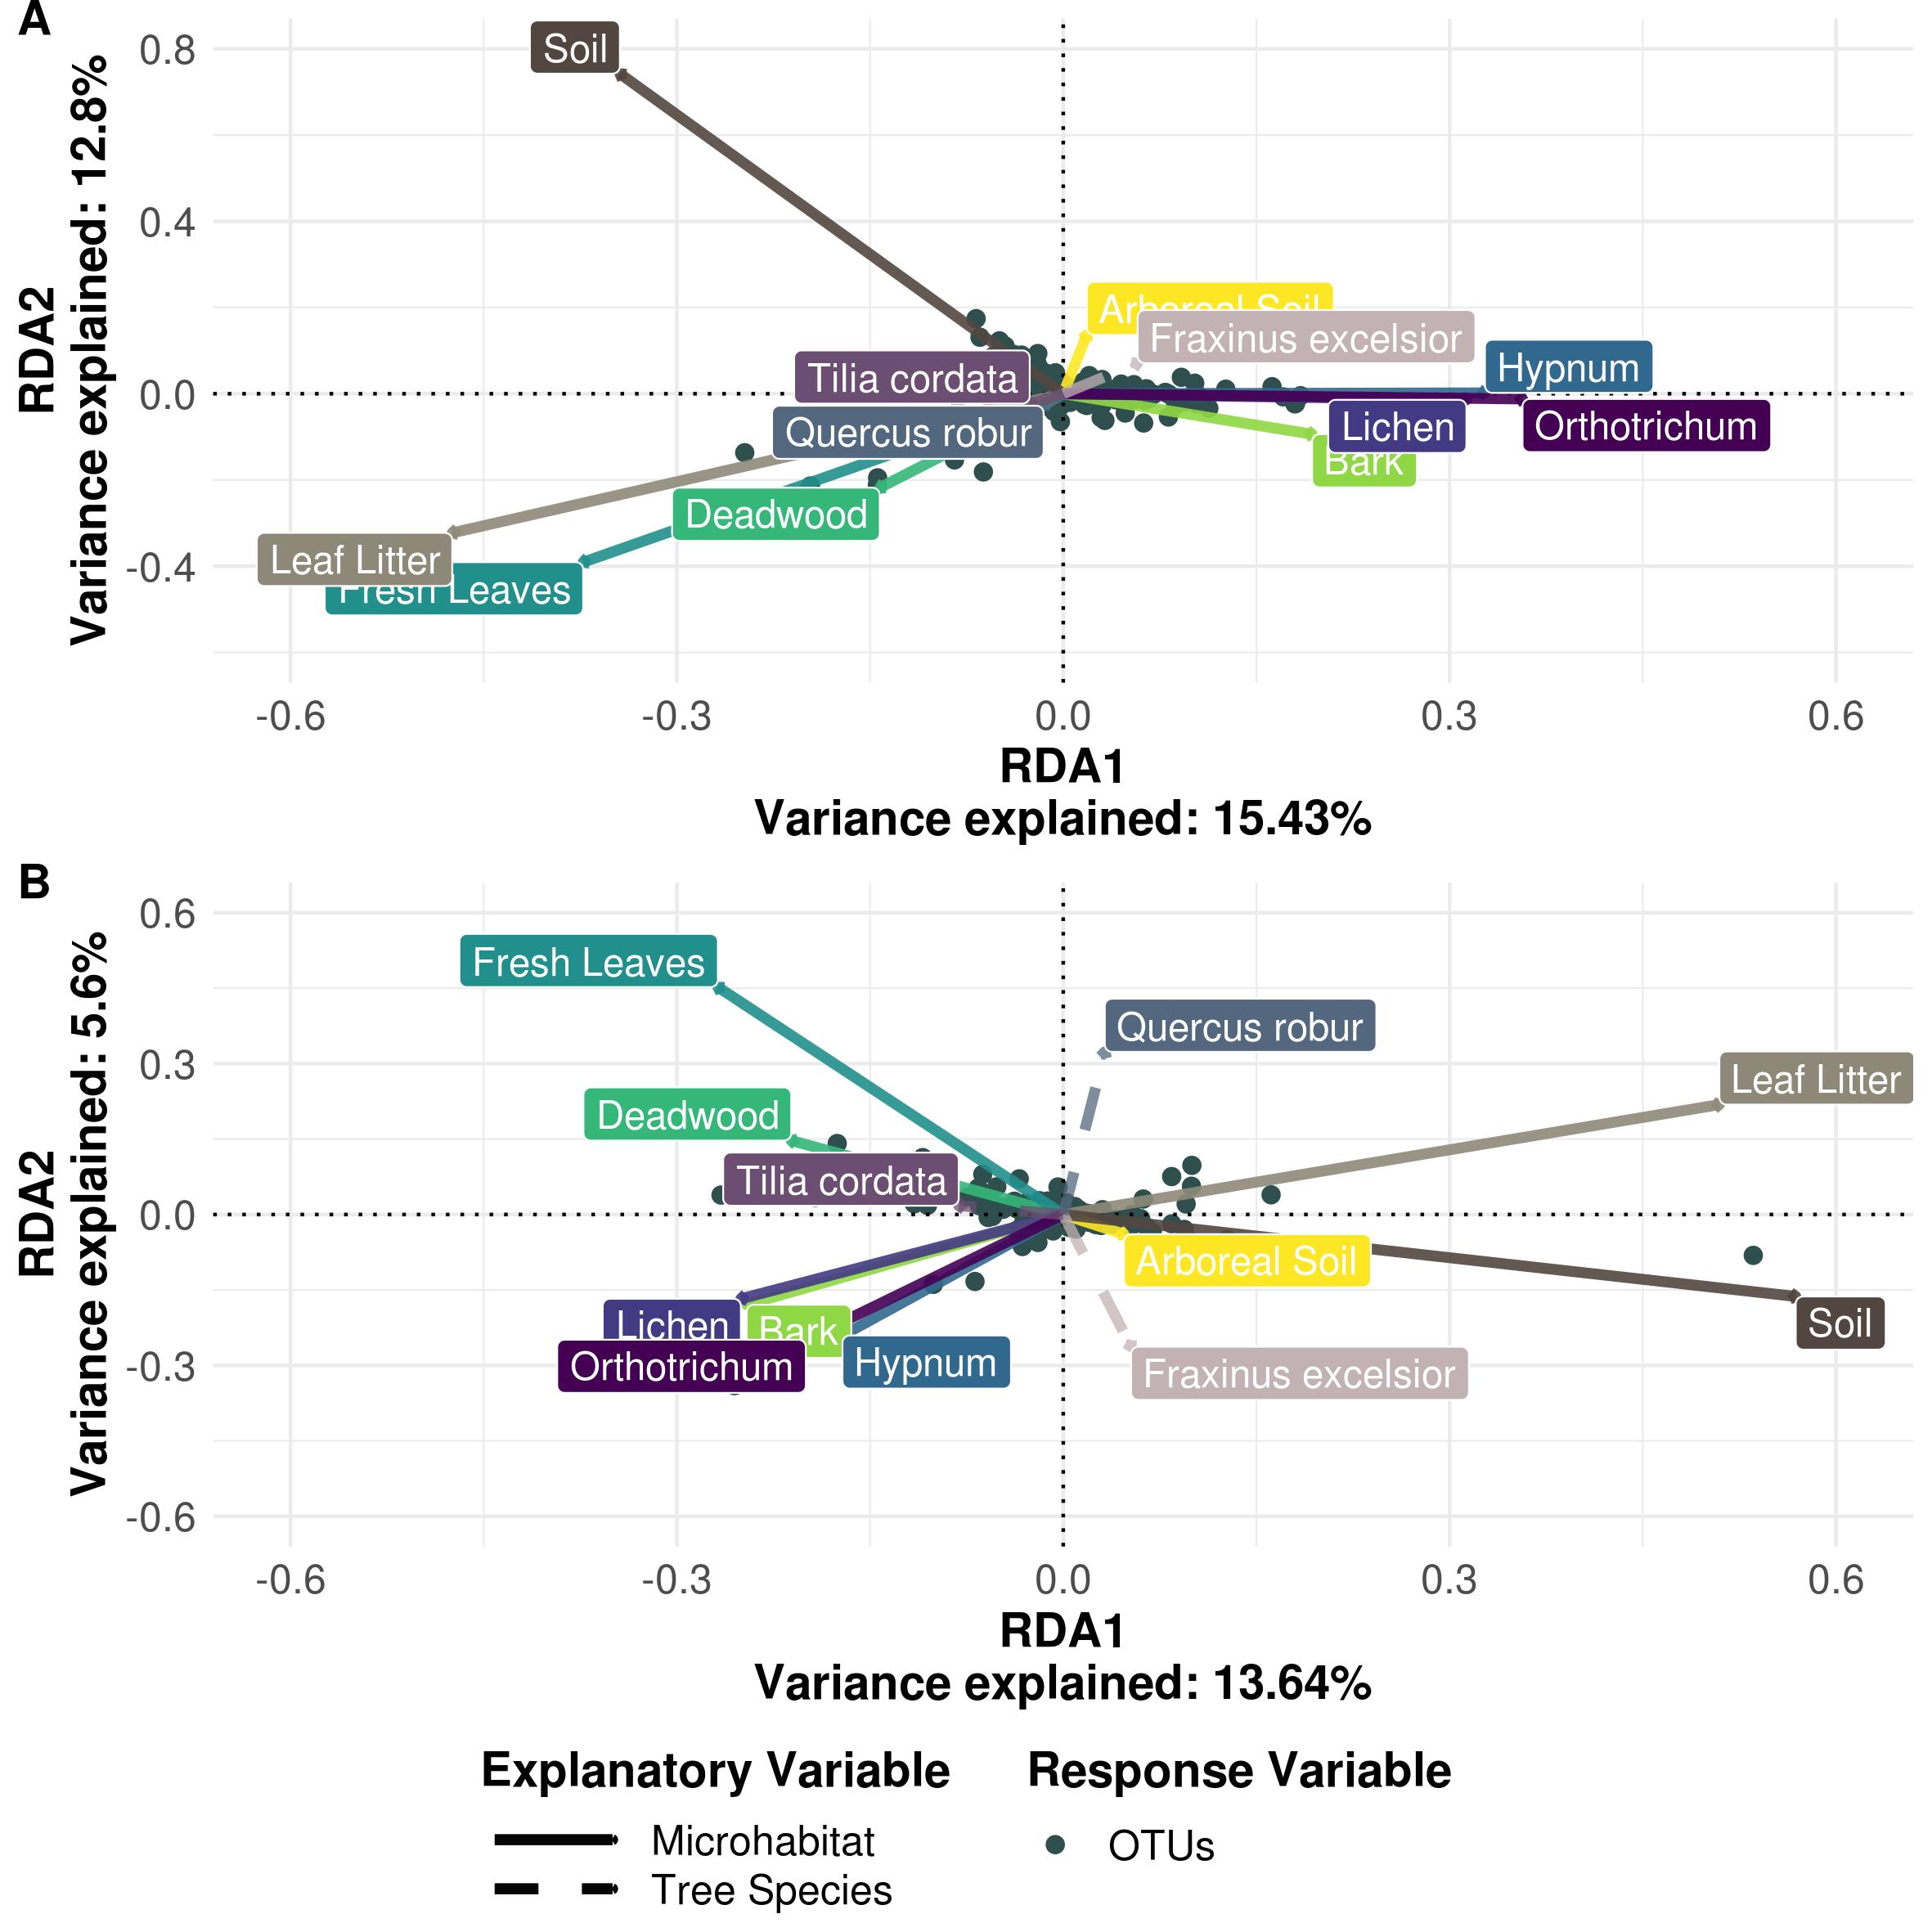 A
Soil
0.8
0.4
0.0
-0.4
RDA2
Variance explained: 12.8%
Arboreal Soil
Fraxinus excelsior
Tilia cordata
Hypnum
Quercus robur
Lichen
Orthotrichum
Bark
Deadwood
Leaf Litter
Fresh Leaves
-0.6
-0.3
0.0
0.3
0.6
RDA1
Variance explained: 15.43%
B
0.6
0.3
0.0
-0.3
-0.6
RDA2
Variance explained: 5.6%
Fresh Leaves
Quercus robur
Leaf Litter
Deadwood
Tilia cordata
Arboreal Soil
Lichen
Bark
Soil
Orthotrichum
Hypnum
Fraxinus excelsior
-0.6
-0.3
0.0
0.3
0.6
RDA1
Variance explained: 13.64%
Explanatory Variable
Microhabitat
Tree Species
Response Variable
OTUs